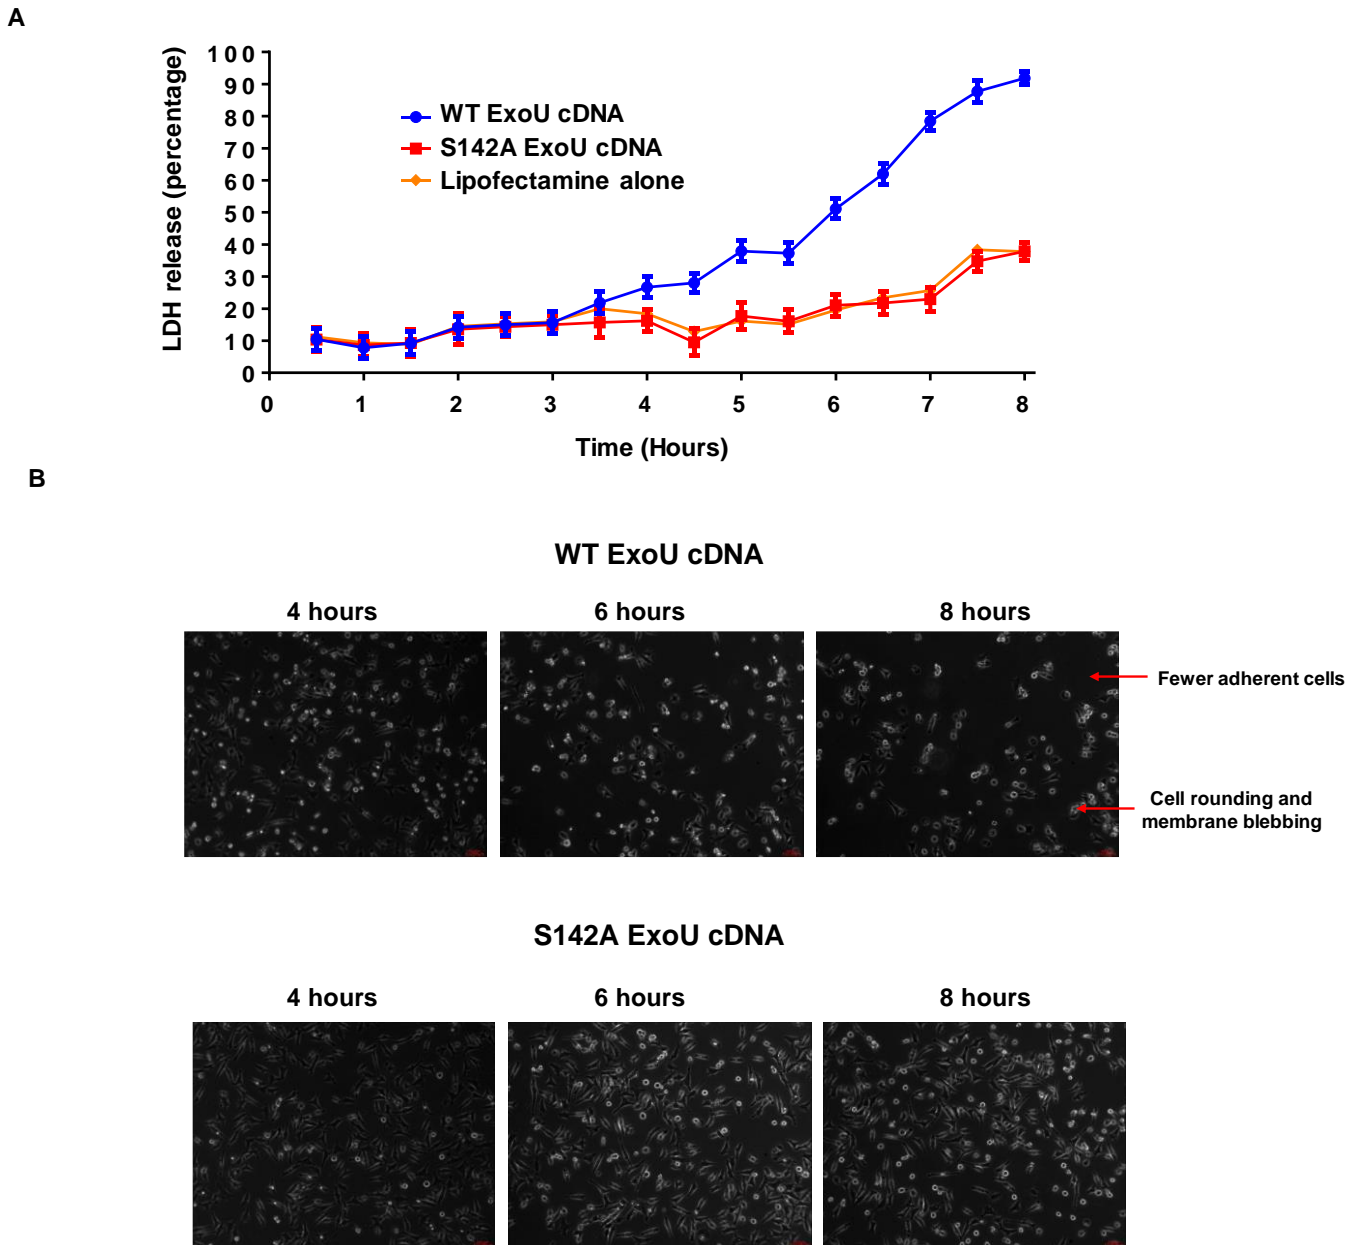 A
LDH release (percentage)
100
90
80
70
60
50
40
30
20
10
0
WT ExoU cDNA
S142A ExoU cDNA
Lipofectamine alone
0 1 2 3 4 5 6 7 8
Time (Hours)
B
WT ExoU cDNA
4 hours 6 hours 8 hours
Fewer adherent cells
Cell rounding and
membrane blebbing
S142A ExoU cDNA
4 hours 6 hours 8 hours